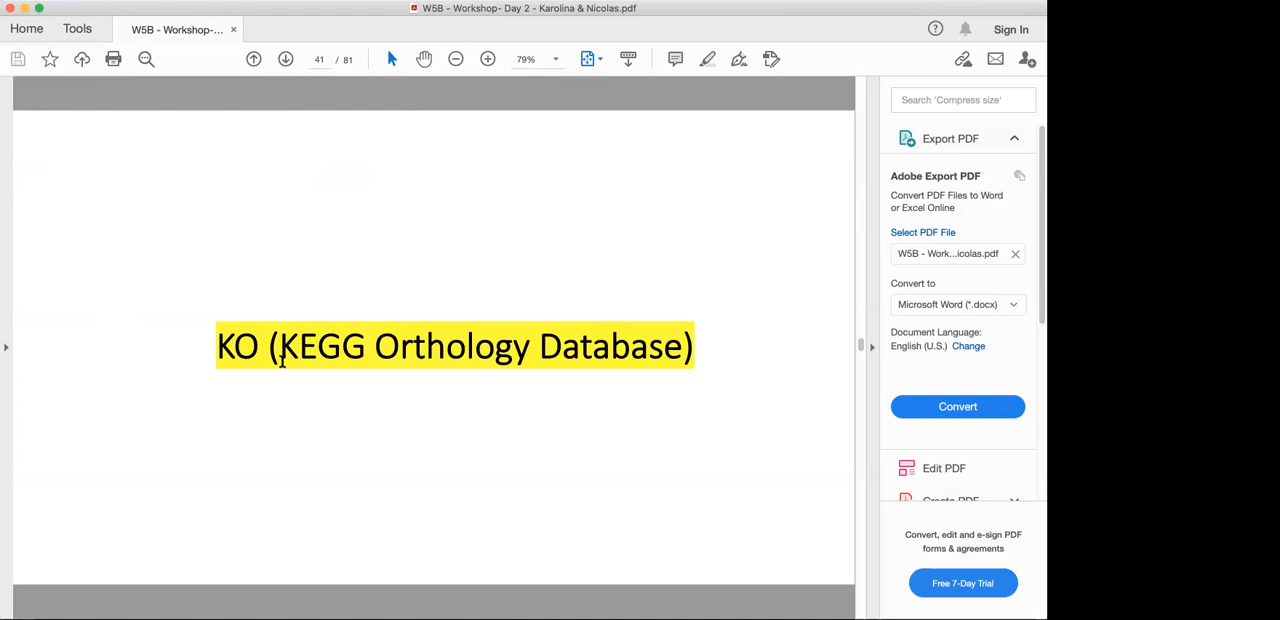 W5B - Workshop- Day 2 - Karolina & Nicolas.pdf
Home Tools W5B - Workshop-... × Sign In
41 / 81 79%
Search 'Compress size'
Export PDF
Adobe Export PDF
Convert PDF Files to Word
or Excel Online
Select PDF File
W5B - Work...icolas.pdf
Convert to
Microsoft Word (*.docx)
Document Language:
English (U.S.) Change
Convert
Edit PDF
Create PDF
Convert, edit and e-sign PDF
forms & agreements
Free 7-Day Trial
KO (KEGG Orthology Database)